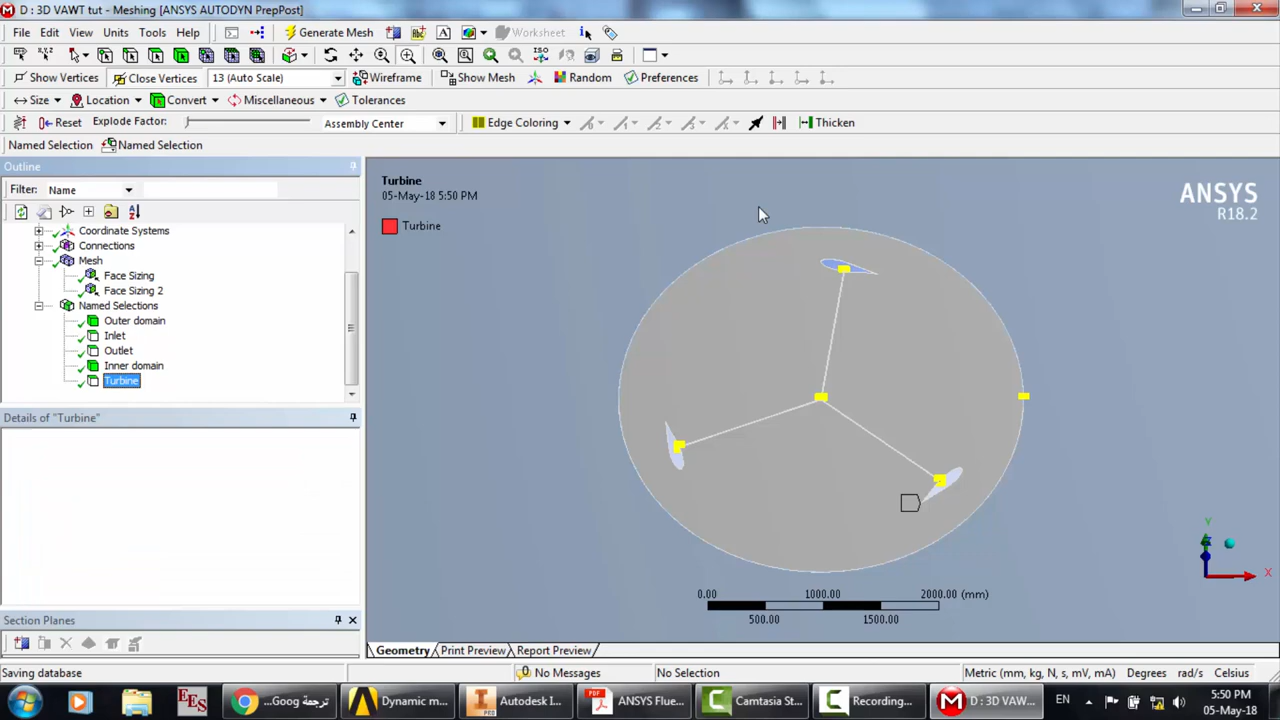 D : 3D VAWT tut - Meshing [ANSYS AUTODYN PrepPost]
File Edit View Units Tools Help Generate Mesh A Worksheet i
ISO
Show Vertices Close Vertices 13 (Auto Scale) Wireframe Show Mesh Random Preferences
Size Location Convert Miscellaneous Tolerances
Reset Explode Factor: Assembly Center Edge Coloring Thicken
Named Selection Named Selection
Outline
Filter: Name
Coordinate Systems
Connections
Mesh
Face Sizing
Face Sizing 2
Named Selections
Outer domain
Inlet
Outlet
Inner domain
Turbine
Details of "Turbine"
Section Planes
Turbine
05-May-18 5:50 PM
Turbine
ANSYS
R18.2
Y
X
0.00 1000.00 2000.00 (mm)
500.00 1500.00
Geometry Print Preview Report Preview
Saving database No Messages No Selection Metric (mm, kg, N, s, mV, mA) Degrees rad/s Celsius
EES ...Goog ترجمة Dynamic m... Autodesk I... PDF ANSYS Flue... Camtasia St... Recording... D : 3D VAW... EN 5:50 PM
05-May-18